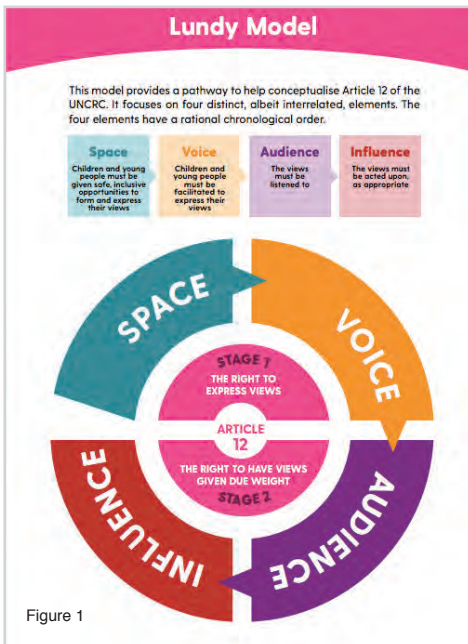 Lundy Model
This model provides a pathway to help conceptualise Article 12 of the
UNCRC. It focuses on four distinct, albeit interrelated, elements. The
four elements have a rational chronological order.
Space
Children and young
people must be
given safe, inclusive
opportunities to
form and express
their views
Voice
Children and
young people
must be
facilitated to
express their
views
Audience
The views
must be
listened to
Influence
The views must
be acted upon,
as appropriate
SPACE
VOICE
STAGE 1
THE RIGHT TO
EXPRESS VIEWS
ARTICLE
12
THE RIGHT TO HAVE VIEWS
GIVEN DUE WEIGHT
STAGE 2
INFLUENCE
AUDIENCE
Figure 1